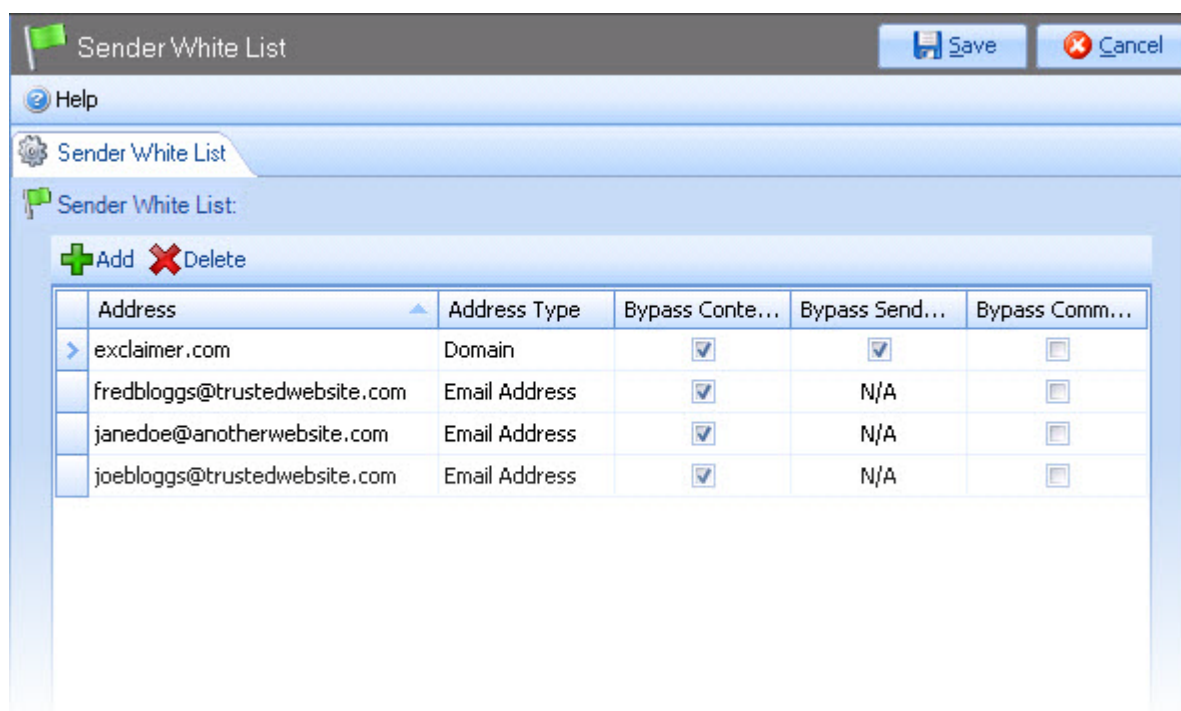 Sender White List Save Cancel
Help
Sender White List
Sender White List:
Add Delete
Address Address Type Bypass Conte... Bypass Send... Bypass Comm...
exclaimer.com Domain
fredbloggs@trustedwebsite.com Email Address N/A
janedoe@anotherwebsite.com Email Address N/A
joebloggs@trustedwebsite.com Email Address N/A